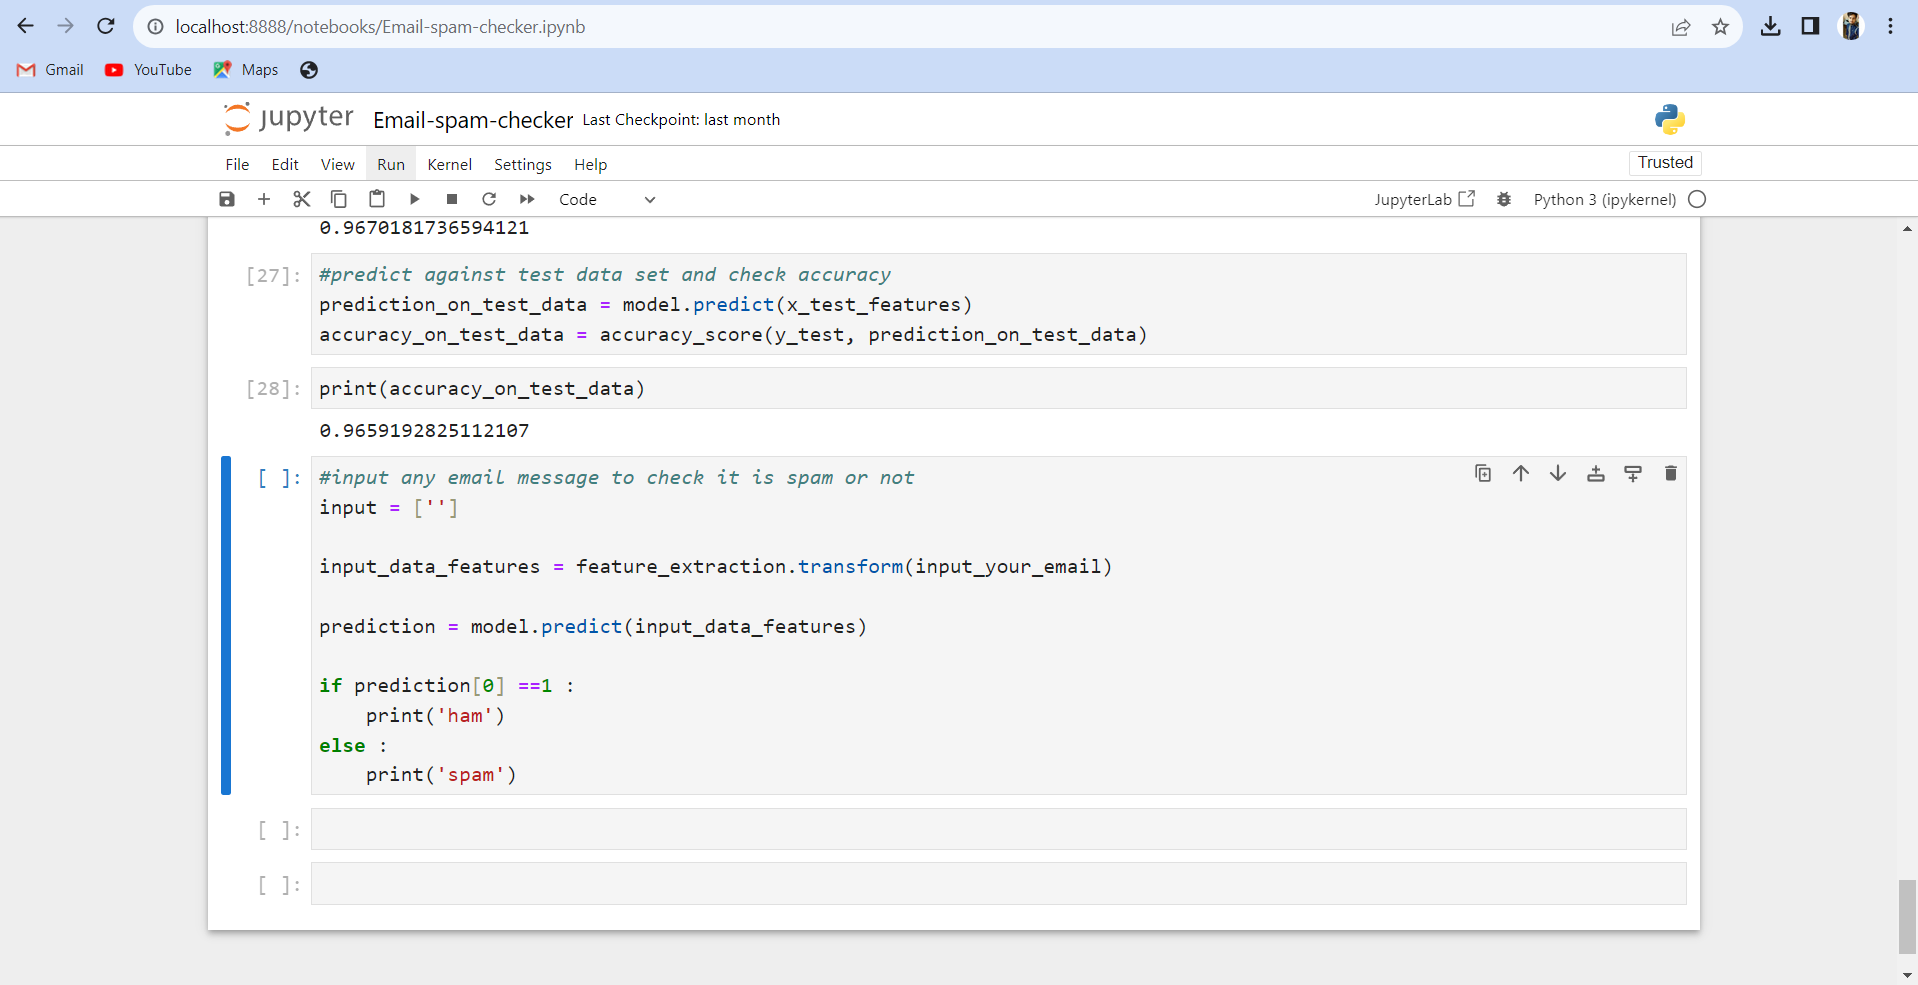 localhost:8888/notebooks/Email-spam-checker.ipynb
Gmail YouTube Maps
jupyter Email-spam-checker Last Checkpoint: last month
File Edit View Run Kernel Settings Help Trusted
Code JupyterLab Python 3 (ipykernel)
0.9670181736594121
[27]: #predict against test data set and check accuracy
prediction_on_test_data = model.predict(x_test_features)
accuracy_on_test_data = accuracy_score(y_test, prediction_on_test_data)
[28]: print(accuracy_on_test_data)
0.9659192825112107
[ ]: #input any email message to check it is spam or not
input = ['']
input_data_features = feature_extraction.transform(input_your_email)
prediction = model.predict(input_data_features)
if prediction[0] ==1 :
    print('ham')
else :
    print('spam')
[ ]:
[ ]: